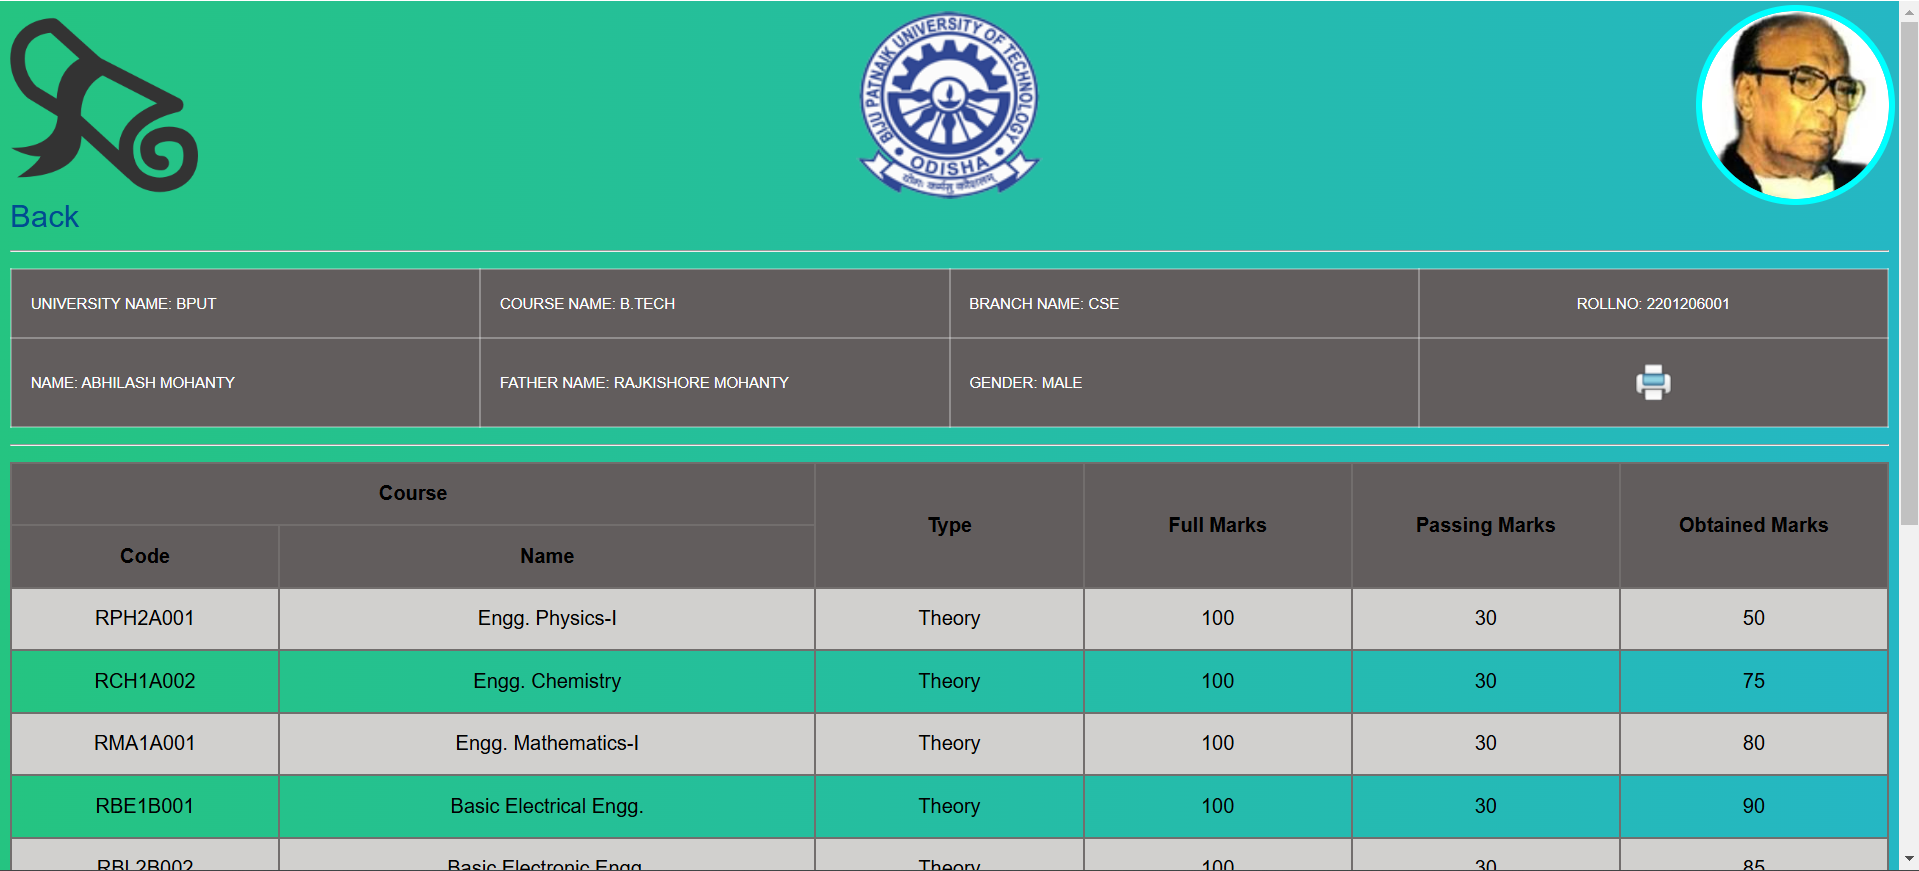 BIJU PATNAIK UNIVERSITY OF TECHNOLOGY
ODISHA
योगः कर्मसु कौशलम्
Back
UNIVERSITY NAME: BPUT
COURSE NAME: B.TECH
BRANCH NAME: CSE
ROLLNO: 2201206001
NAME: ABHILASH MOHANTY
FATHER NAME: RAJKISHORE MOHANTY
GENDER: MALE
Course
Type
Full Marks
Passing Marks
Obtained Marks
Code
Name
RPH2A001 Engg. Physics-I Theory 100 30 50
RCH1A002 Engg. Chemistry Theory 100 30 75
RMA1A001 Engg. Mathematics-I Theory 100 30 80
RBE1B001 Basic Electrical Engg. Theory 100 30 90
RBL2B002 Basic Electronic Engg. Theory 100 30 85